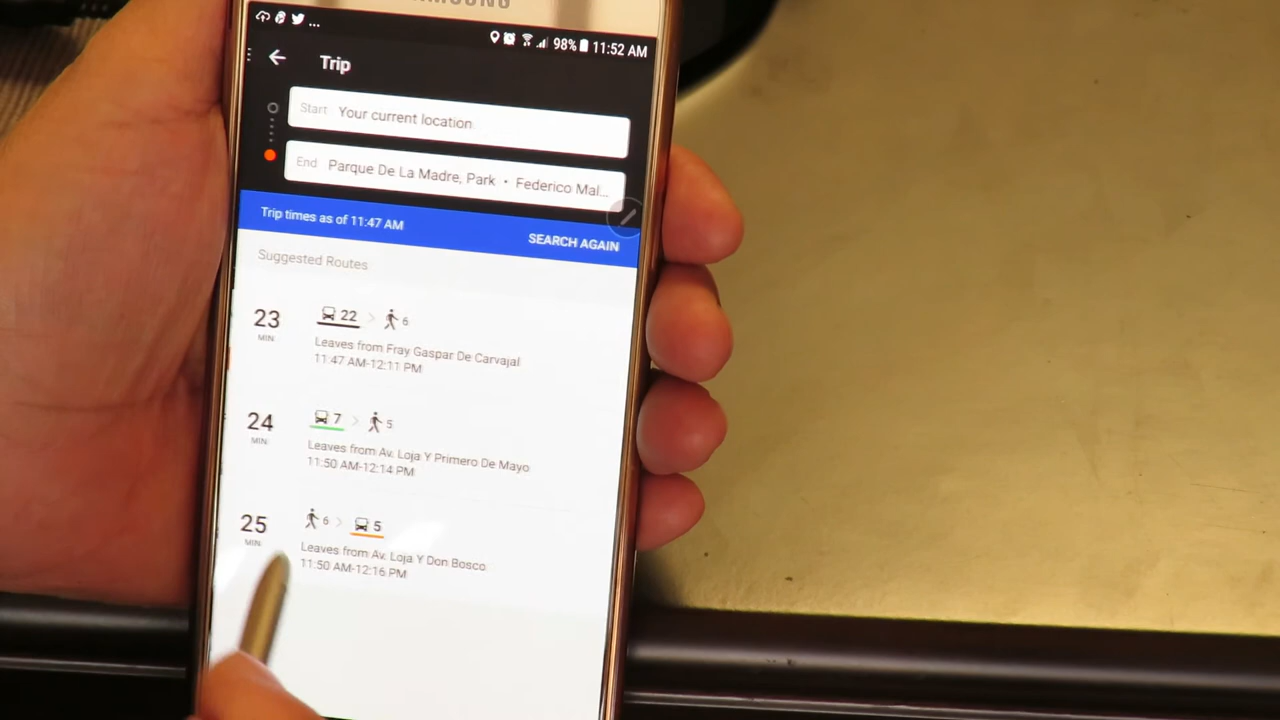 98% 11:52 AM
Trip
Start Your current location
End Parque De La Madre, Park • Federico Mal...
Trip times as of 11:47 AM
SEARCH AGAIN
Suggested Routes
23 22 6
MIN
Leaves from Fray Gaspar De Carvajal
11:47 AM-12:11 PM
24 7 5
MIN
Leaves from Av. Loja Y Primero De Mayo
11:50 AM-12:14 PM
25 6 5
MIN
Leaves from Av. Loja Y Don Bosco
11:50 AM-12:16 PM